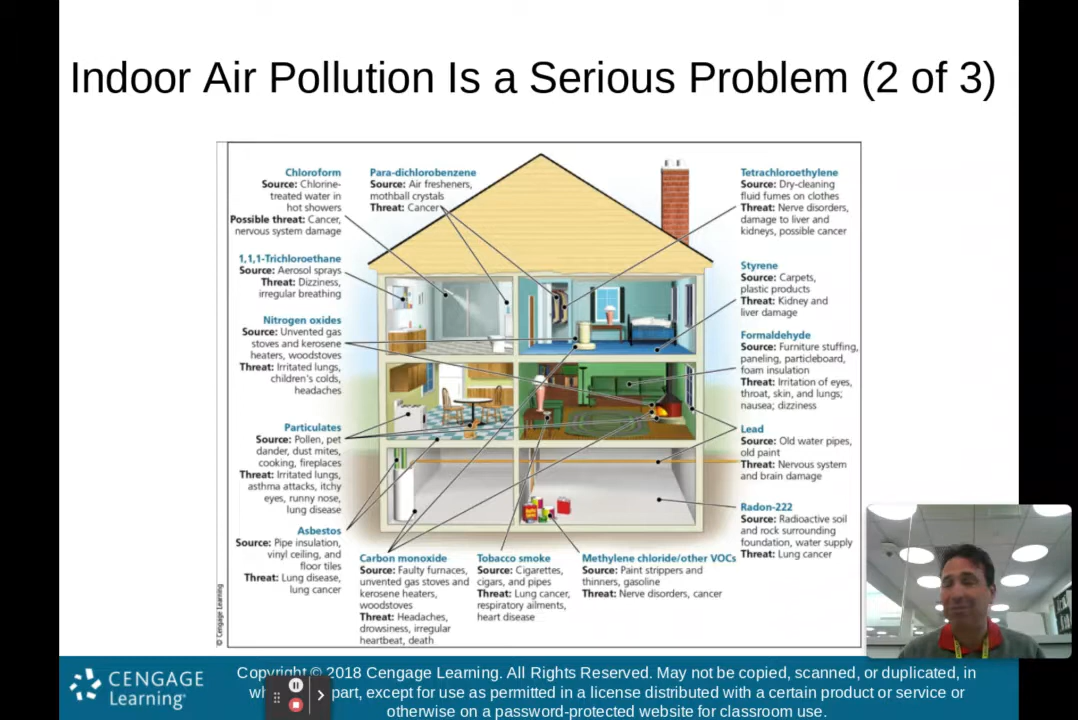 Indoor Air Pollution Is a Serious Problem (2 of 3)
Chloroform
Source: Chlorine-
treated water in
hot showers
Possible threat: Cancer,
nervous system damage
Para-dichlorobenzene
Source: Air fresheners,
mothball crystals
Threat: Cancer
Tetrachloroethylene
Source: Dry-cleaning
fluid fumes on clothes
Threat: Nerve disorders,
damage to liver and
kidneys, possible cancer
1,1,1-Trichloroethane
Source: Aerosol sprays
Threat: Dizziness,
irregular breathing
Styrene
Source: Carpets,
plastic products
Threat: Kidney and
liver damage
Nitrogen oxides
Source: Unvented gas
stoves and kerosene
heaters, woodstoves
Threat: Irritated lungs,
children's colds,
headaches
Formaldehyde
Source: Furniture stuffing,
paneling, particleboard,
foam insulation
Threat: Irritation of eyes,
throat, skin, and lungs;
nausea; dizziness
Particulates
Source: Pollen, pet
dander, dust mites,
cooking, fireplaces
Threat: Irritated lungs,
asthma attacks, itchy
eyes, runny nose,
lung disease
Lead
Source: Old water pipes,
old paint
Threat: Nervous system
and brain damage
Asbestos
Source: Pipe insulation,
vinyl ceiling, and
floor tiles
Threat: Lung disease,
lung cancer
Radon-222
Source: Radioactive soil
and rock surrounding
foundation, water supply
Threat: Lung cancer
Carbon monoxide
Source: Faulty furnaces,
unvented gas stoves and
kerosene heaters,
woodstoves
Threat: Headaches,
drowsiness, irregular
heartbeat, death
Tobacco smoke
Source: Cigarettes,
cigars, and pipes
Threat: Lung cancer,
respiratory ailments,
heart disease
Methylene chloride/other VOCs
Source: Paint strippers and
thinners, gasoline
Threat: Nerve disorders, cancer
© Cengage Learning
CENGAGE
Learning®
Copyright © 2018 Cengage Learning. All Rights Reserved. May not be copied, scanned, or duplicated, in
part, except for use as permitted in a license distributed with a certain product or service or
otherwise on a password-protected website for classroom use.